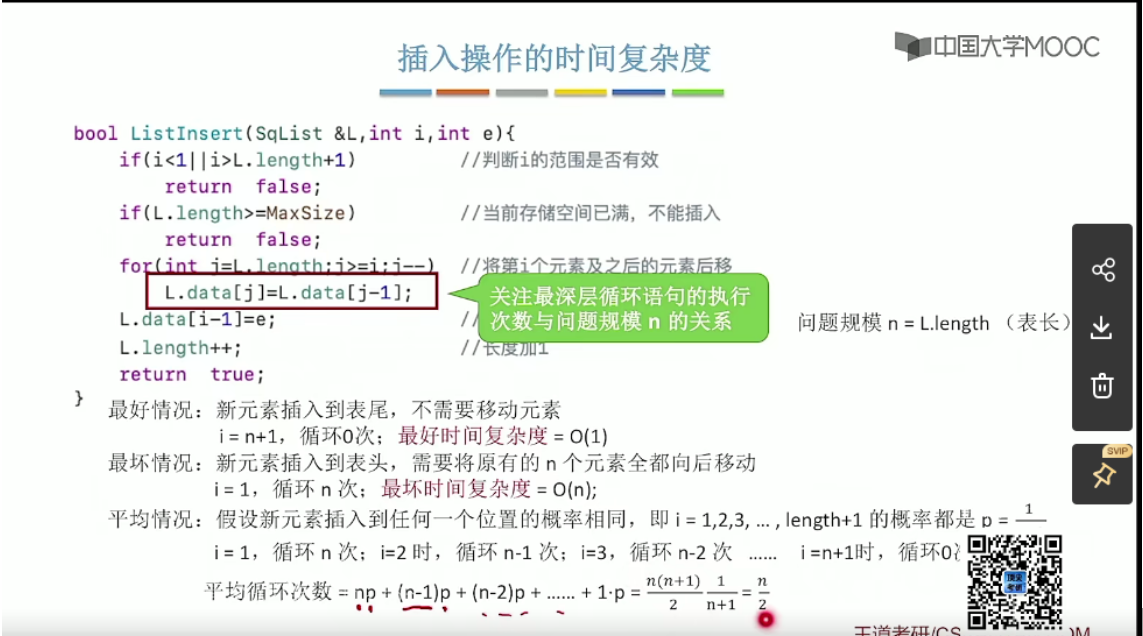 中国大学MOOC
插入操作的时间复杂度
bool ListInsert(SqList &L,int i,int e){
if(i<1||i>L.length+1) //判断i的范围是否有效
return false;
if(L.length>=MaxSize) //当前存储空间已满，不能插入
return false;
for(int j=L.length;j>=i;j--) //将第i个元素及之后的元素后移
L.data[j]=L.data[j-1];
关注最深层循环语句的执行
次数与问题规模 n 的关系
L.data[i-1]=e; //
问题规模 n = L.length （表长）
L.length++; //长度加1
return true;
}
最好情况：新元素插入到表尾，不需要移动元素
i = n+1，循环0次；最好时间复杂度 = O(1)
最坏情况：新元素插入到表头，需要将原有的 n 个元素全都向后移动
i = 1，循环 n 次；最坏时间复杂度 = O(n);
平均情况：假设新元素插入到任何一个位置的概率相同，即 i = 1,2,3, … , length+1 的概率都是 p = 1
i = 1，循环 n 次；i=2 时，循环 n-1 次；i=3，循环 n-2 次 …… i =n+1时，循环0
平均循环次数 = np + (n-1)p + (n-2)p + …… + 1·p = n(n+1)/2 1/n+1 = n/2
SVIP
顶尖
考研
王道考研/CS